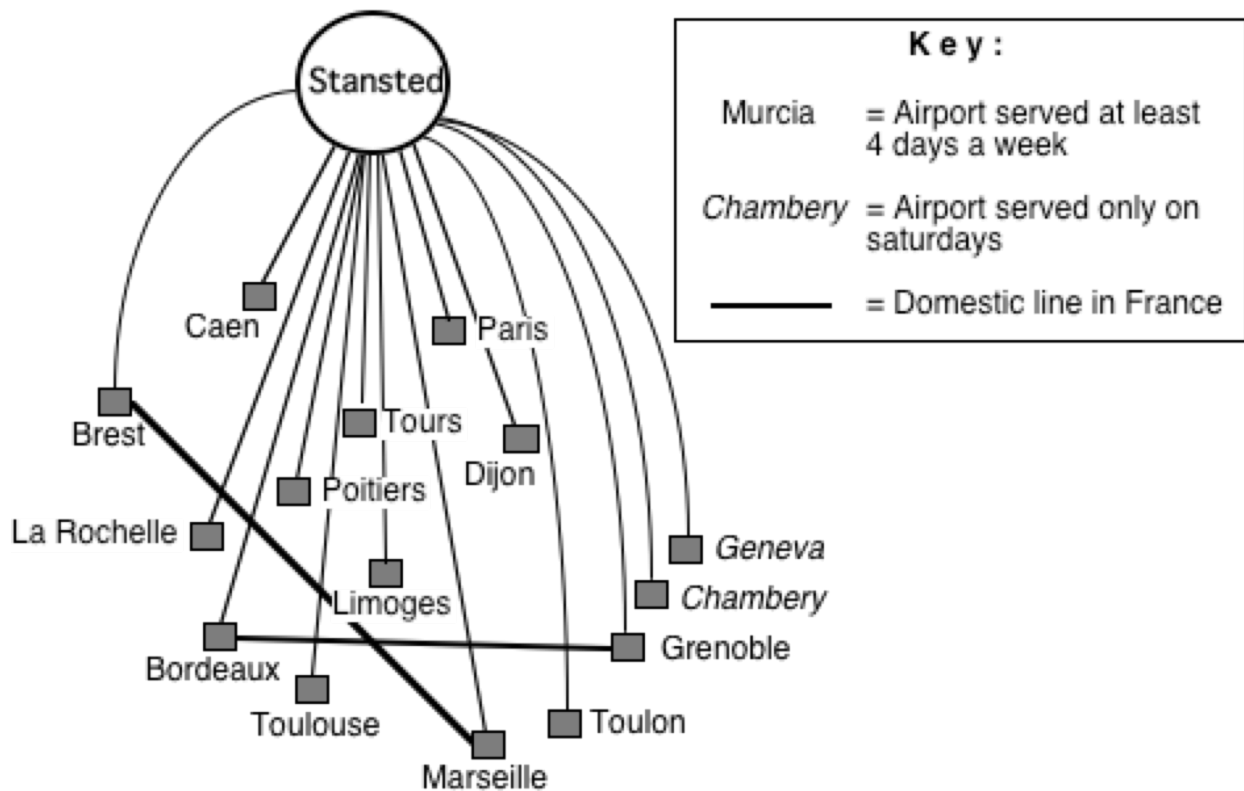 Stansted
Key:
Murcia = Airport served at least
4 days a week
Chambery = Airport served only on
saturdays
= Domestic line in France
Caen
Paris
Brest
Tours
Dijon
Poitiers
La Rochelle
Geneva
Limoges
Chambery
Bordeaux
Grenoble
Toulouse
Toulon
Marseille